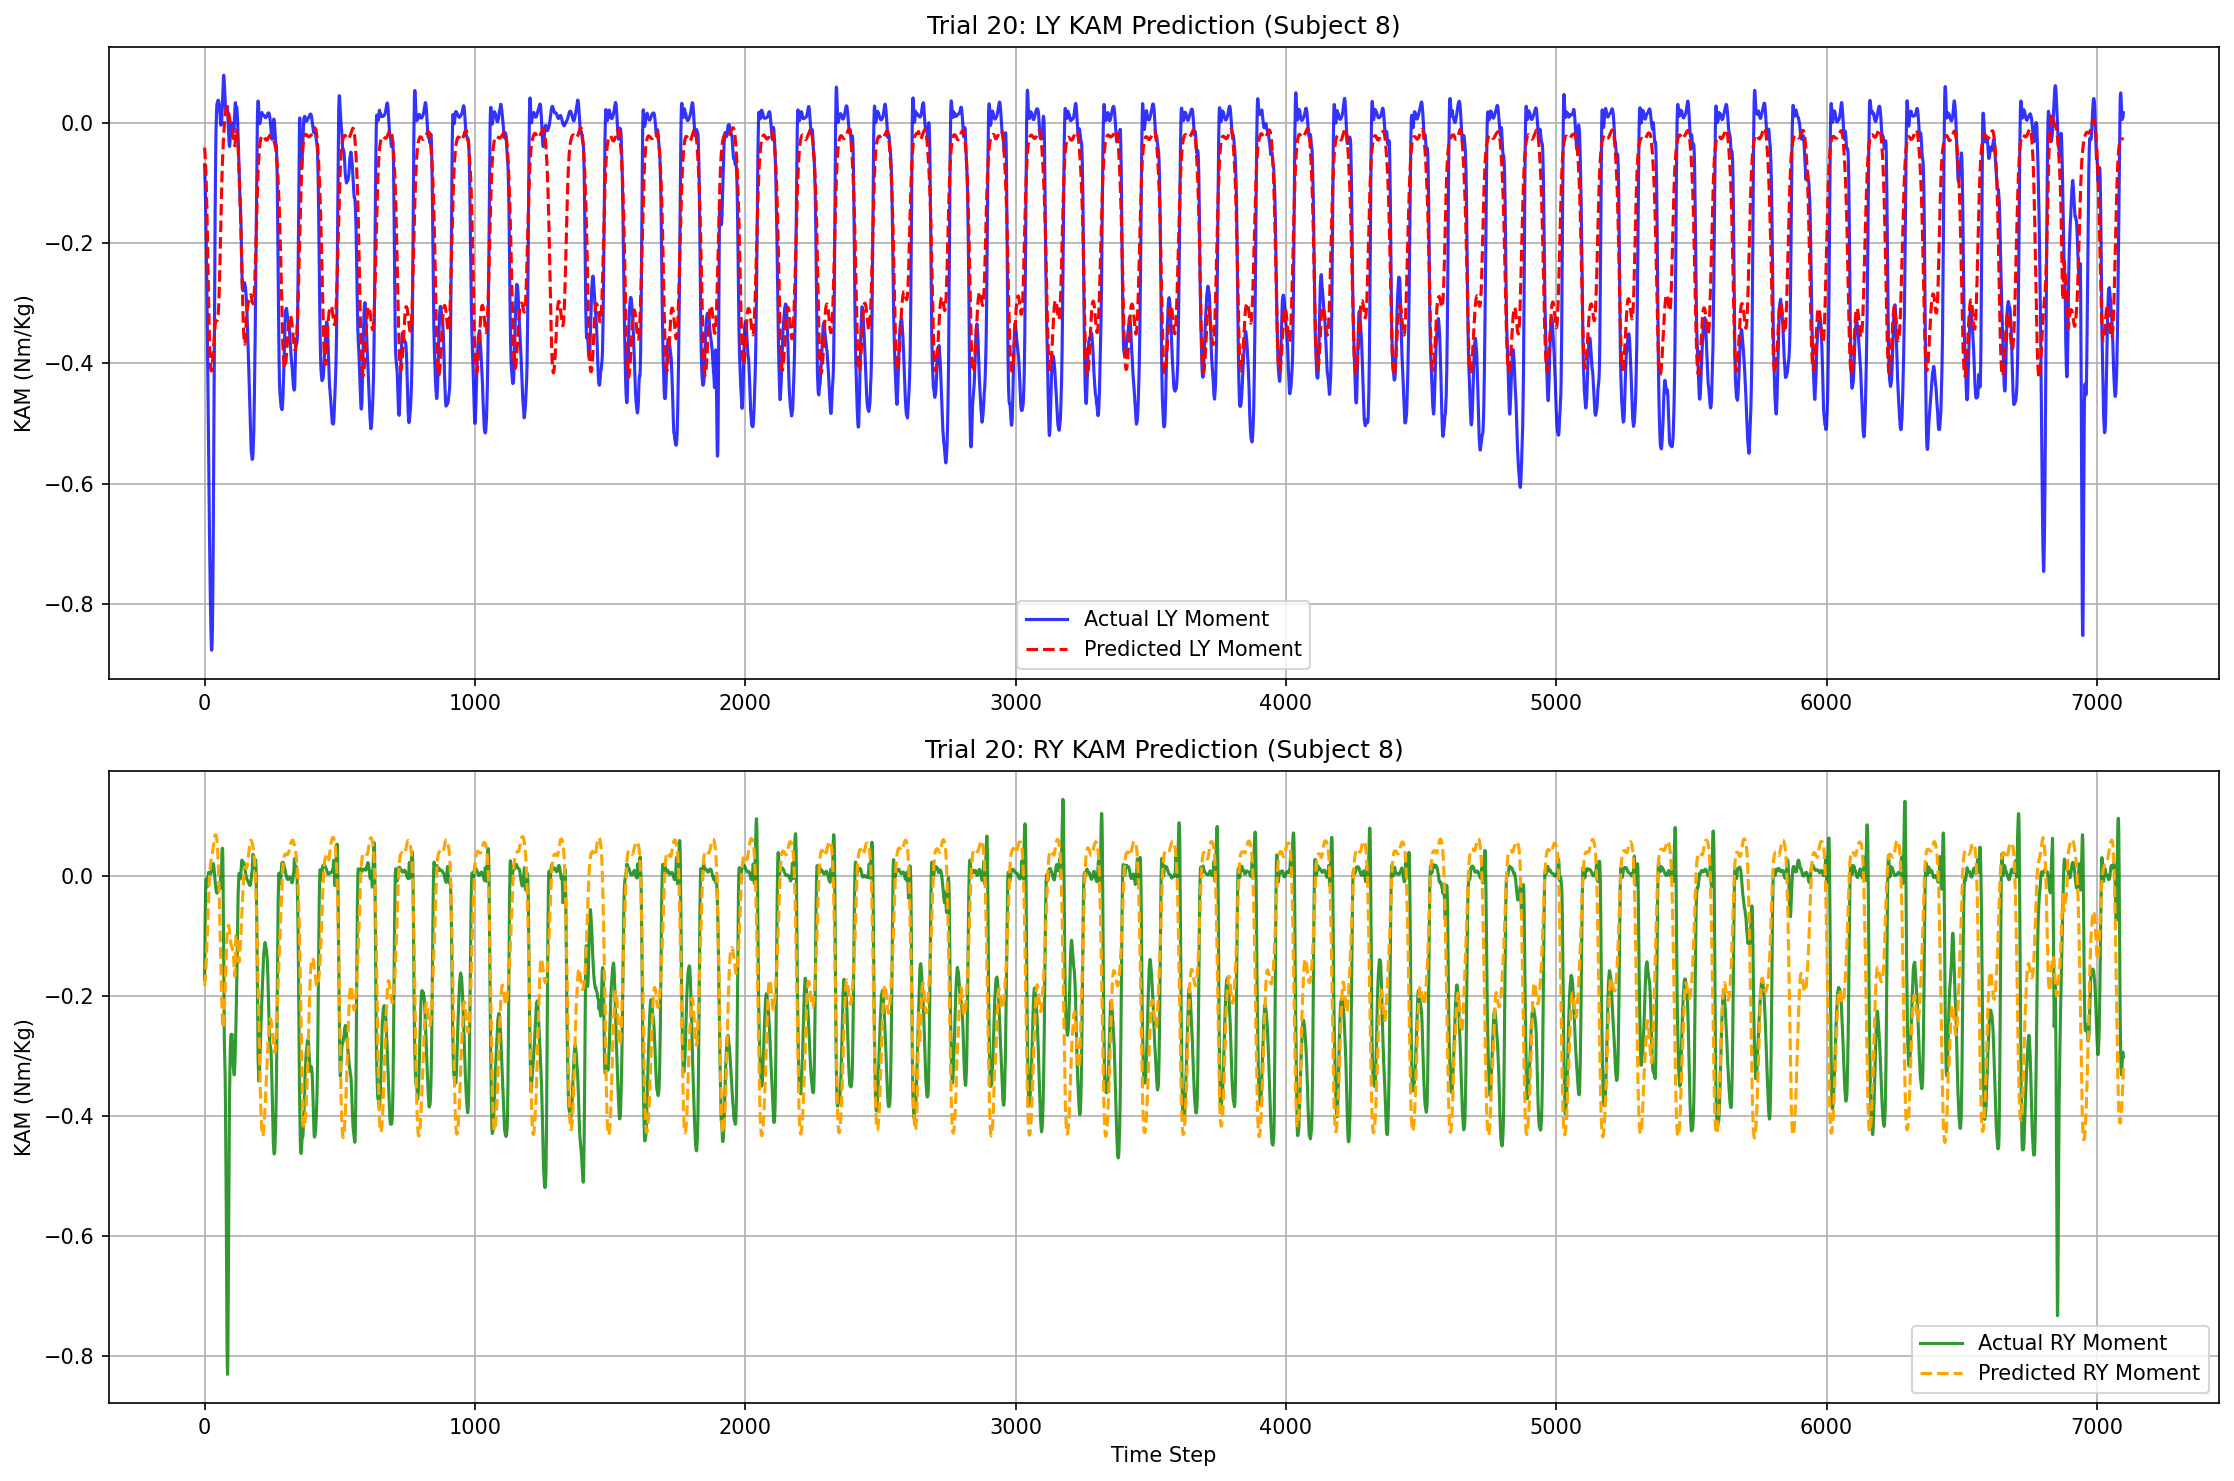 Trial 20: LY KAM Prediction (Subject 8)
KAM (Nm/Kg)
0.0
−0.2
−0.4
−0.6
−0.8
Actual LY Moment
Predicted LY Moment
0 1000 2000 3000 4000 5000 6000 7000
Trial 20: RY KAM Prediction (Subject 8)
KAM (Nm/Kg)
0.0
−0.2
−0.4
−0.6
−0.8
Actual RY Moment
Predicted RY Moment
0 1000 2000 3000 4000 5000 6000 7000
Time Step